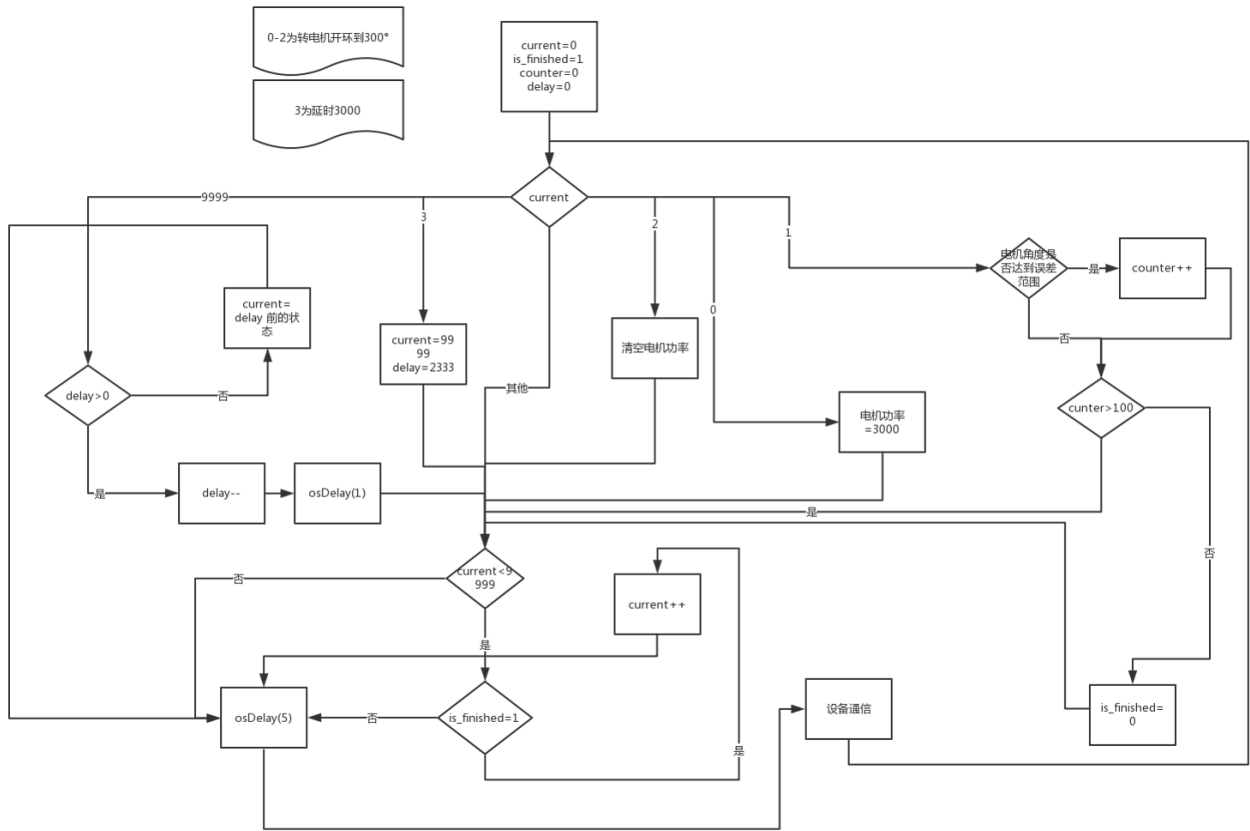 0-2为转电机开环到300°
3为延时3000
current=0
is_finished=1
counter=0
delay=0
current
9999
3
2
1
0
其他
电机角度是
否达到误差
范围
是
counter++
否
current=
delay 前的状
态
current=99
99
delay=2333
清空电机功率
delay>0
否
电机功率
=3000
cunter>100
是
delay--
osDelay(1)
是
否
current<9
999
否
current++
是
osDelay(5)
否
is_finished=1
是
设备通信
is_finished=
0